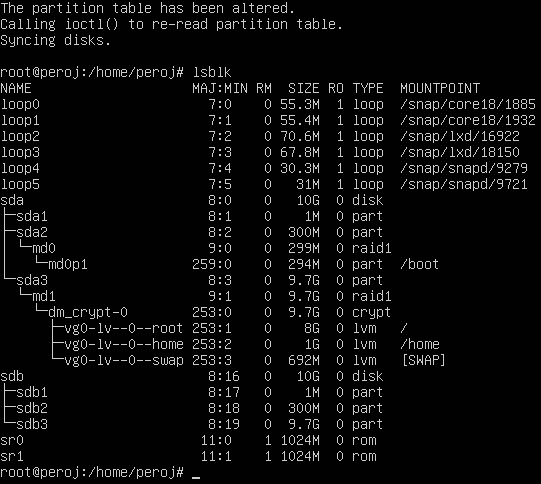 The partition table has been altered.
Calling ioctl() to re-read partition table.
Syncing disks.

root@peroj:/home/peroj# lsblk
NAME                      MAJ:MIN RM  SIZE RO TYPE  MOUNTPOINT
loop0                       7:0    0 55.3M  1 loop  /snap/core18/1885
loop1                       7:1    0 55.4M  1 loop  /snap/core18/1932
loop2                       7:2    0 70.6M  1 loop  /snap/lxd/16922
loop3                       7:3    0 67.8M  1 loop  /snap/lxd/18150
loop4                       7:4    0 30.3M  1 loop  /snap/snapd/9279
loop5                       7:5    0   31M  1 loop  /snap/snapd/9721
sda                         8:0    0   10G  0 disk
├─sda1                      8:1    0    1M  0 part
├─sda2                      8:2    0  300M  0 part
│ └─md0                     9:0    0  299M  0 raid1
│   └─md0p1               259:0    0  294M  0 part  /boot
└─sda3                      8:3    0  9.7G  0 part
  └─md1                     9:1    0  9.7G  0 raid1
    └─dm_crypt-0          253:0    0  9.7G  0 crypt
      ├─vg0-lv--0--root   253:1    0    8G  0 lvm   /
      ├─vg0-lv--0--home   253:2    0    1G  0 lvm   /home
      └─vg0-lv--0--swap   253:3    0  692M  0 lvm   [SWAP]
sdb                         8:16   0   10G  0 disk
├─sdb1                      8:17   0    1M  0 part
├─sdb2                      8:18   0  300M  0 part
└─sdb3                      8:19   0  9.7G  0 part
sr0                        11:0    1 1024M  0 rom
sr1                        11:1    1 1024M  0 rom
root@peroj:/home/peroj# _